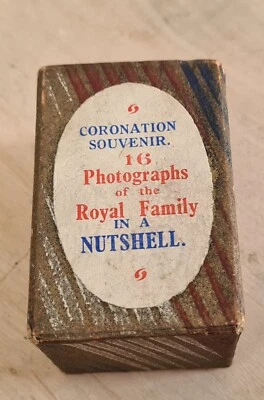 CORONATION
SOUVENIR.
16
Photographs
of the
Royal Family
IN A
NUTSHELL.